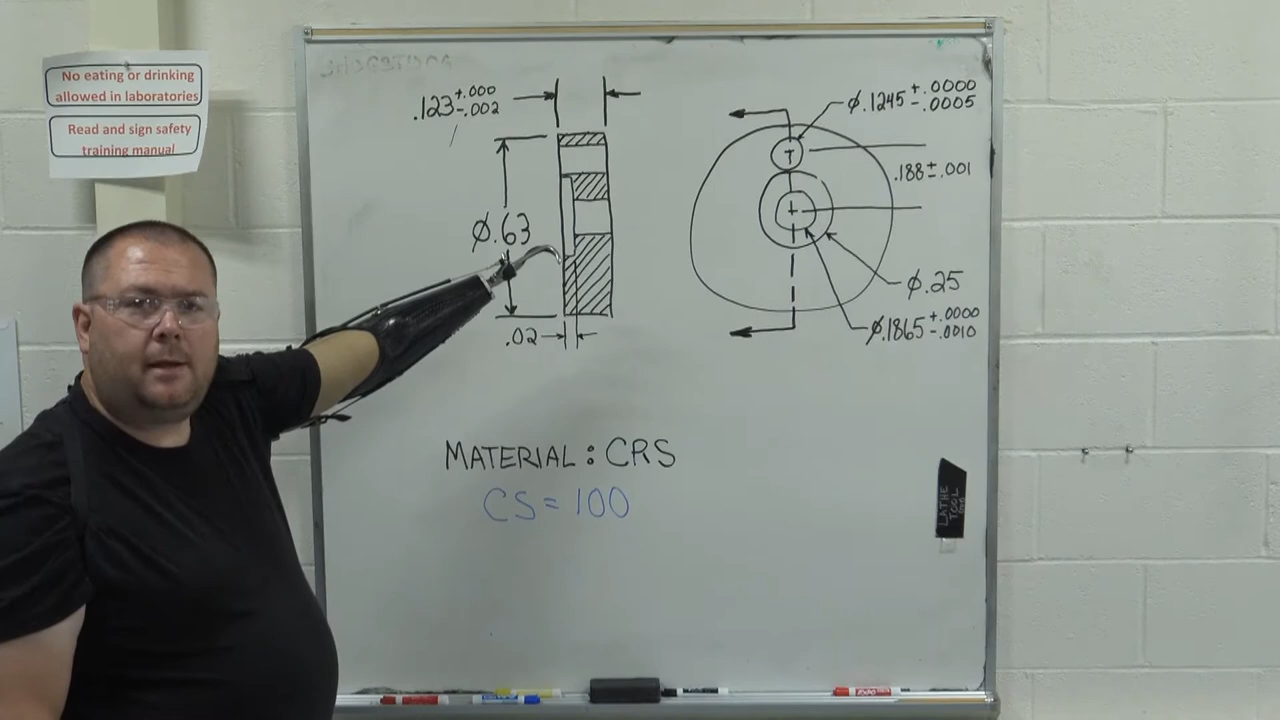 No eating or drinking
allowed in laboratories
Read and sign safety
training manual
.123 +.000
-.002
Ø.63
.02
Ø.1245 +.0000
-.0005
T
.188 ± .001
Ø.25
Ø.1865 +.0000
-.0010
MATERIAL: CRS
CS = 100
LATHE
TOOL
EXPO